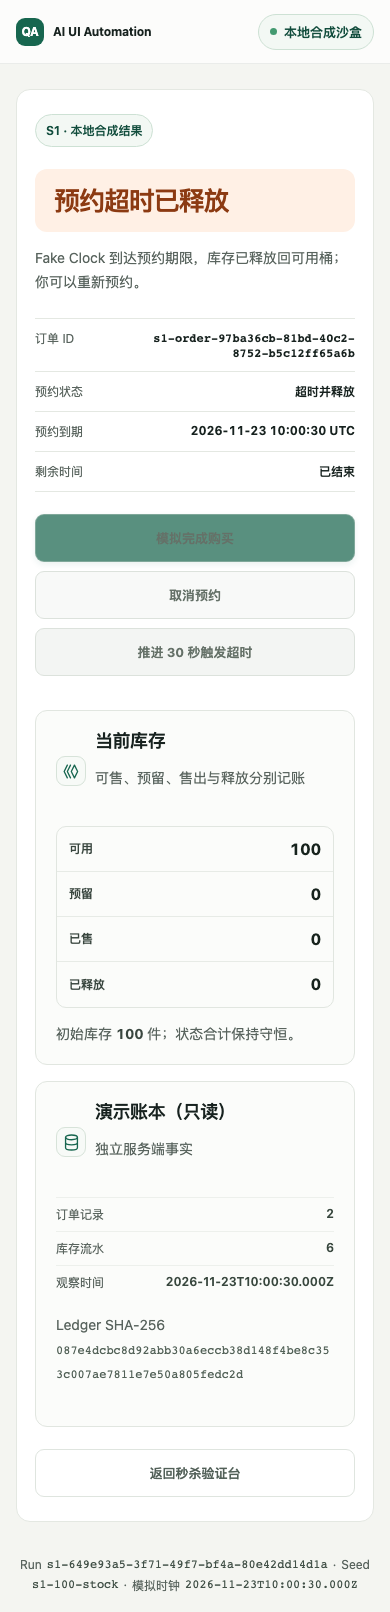 QA AI UI Automation 本地合成沙盒
S1 · 本地合成结果
预约超时已释放
Fake Clock 到达预约期限，库存已释放回可用桶；
你可以重新预约。
订单 ID s1-order-97ba36cb-81bd-40c2-
8752-b5c12ff65a6b
预约状态 超时并释放
预约到期 2026-11-23 10:00:30 UTC
剩余时间 已结束
模拟完成购买
取消预约
推进 30 秒触发超时
当前库存
可售、预留、售出与释放分别记账
可用 100
预留 0
已售 0
已释放 0
初始库存 100 件；状态合计保持守恒。
演示账本（只读）
独立服务端事实
订单记录 2
库存流水 6
观察时间 2026-11-23T10:00:30.000Z
Ledger SHA-256
087e4dcbc8d92abb30a6eccb38d148f4be8c35
3c007ae7811e7e50a805fedc2d
返回秒杀验证台
Run s1-649e93a5-3f71-49f7-bf4a-80e42dd14d1a · Seed
s1-100-stock · 模拟时钟 2026-11-23T10:00:30.000Z